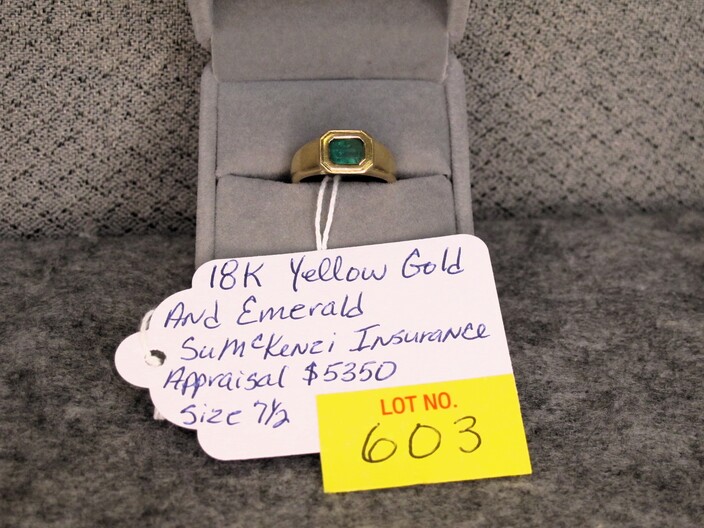 18K Yellow Gold
And Emerald
SuMcKenzi Insurance
Appraisal $5350
Size 7½
LOT NO.
603